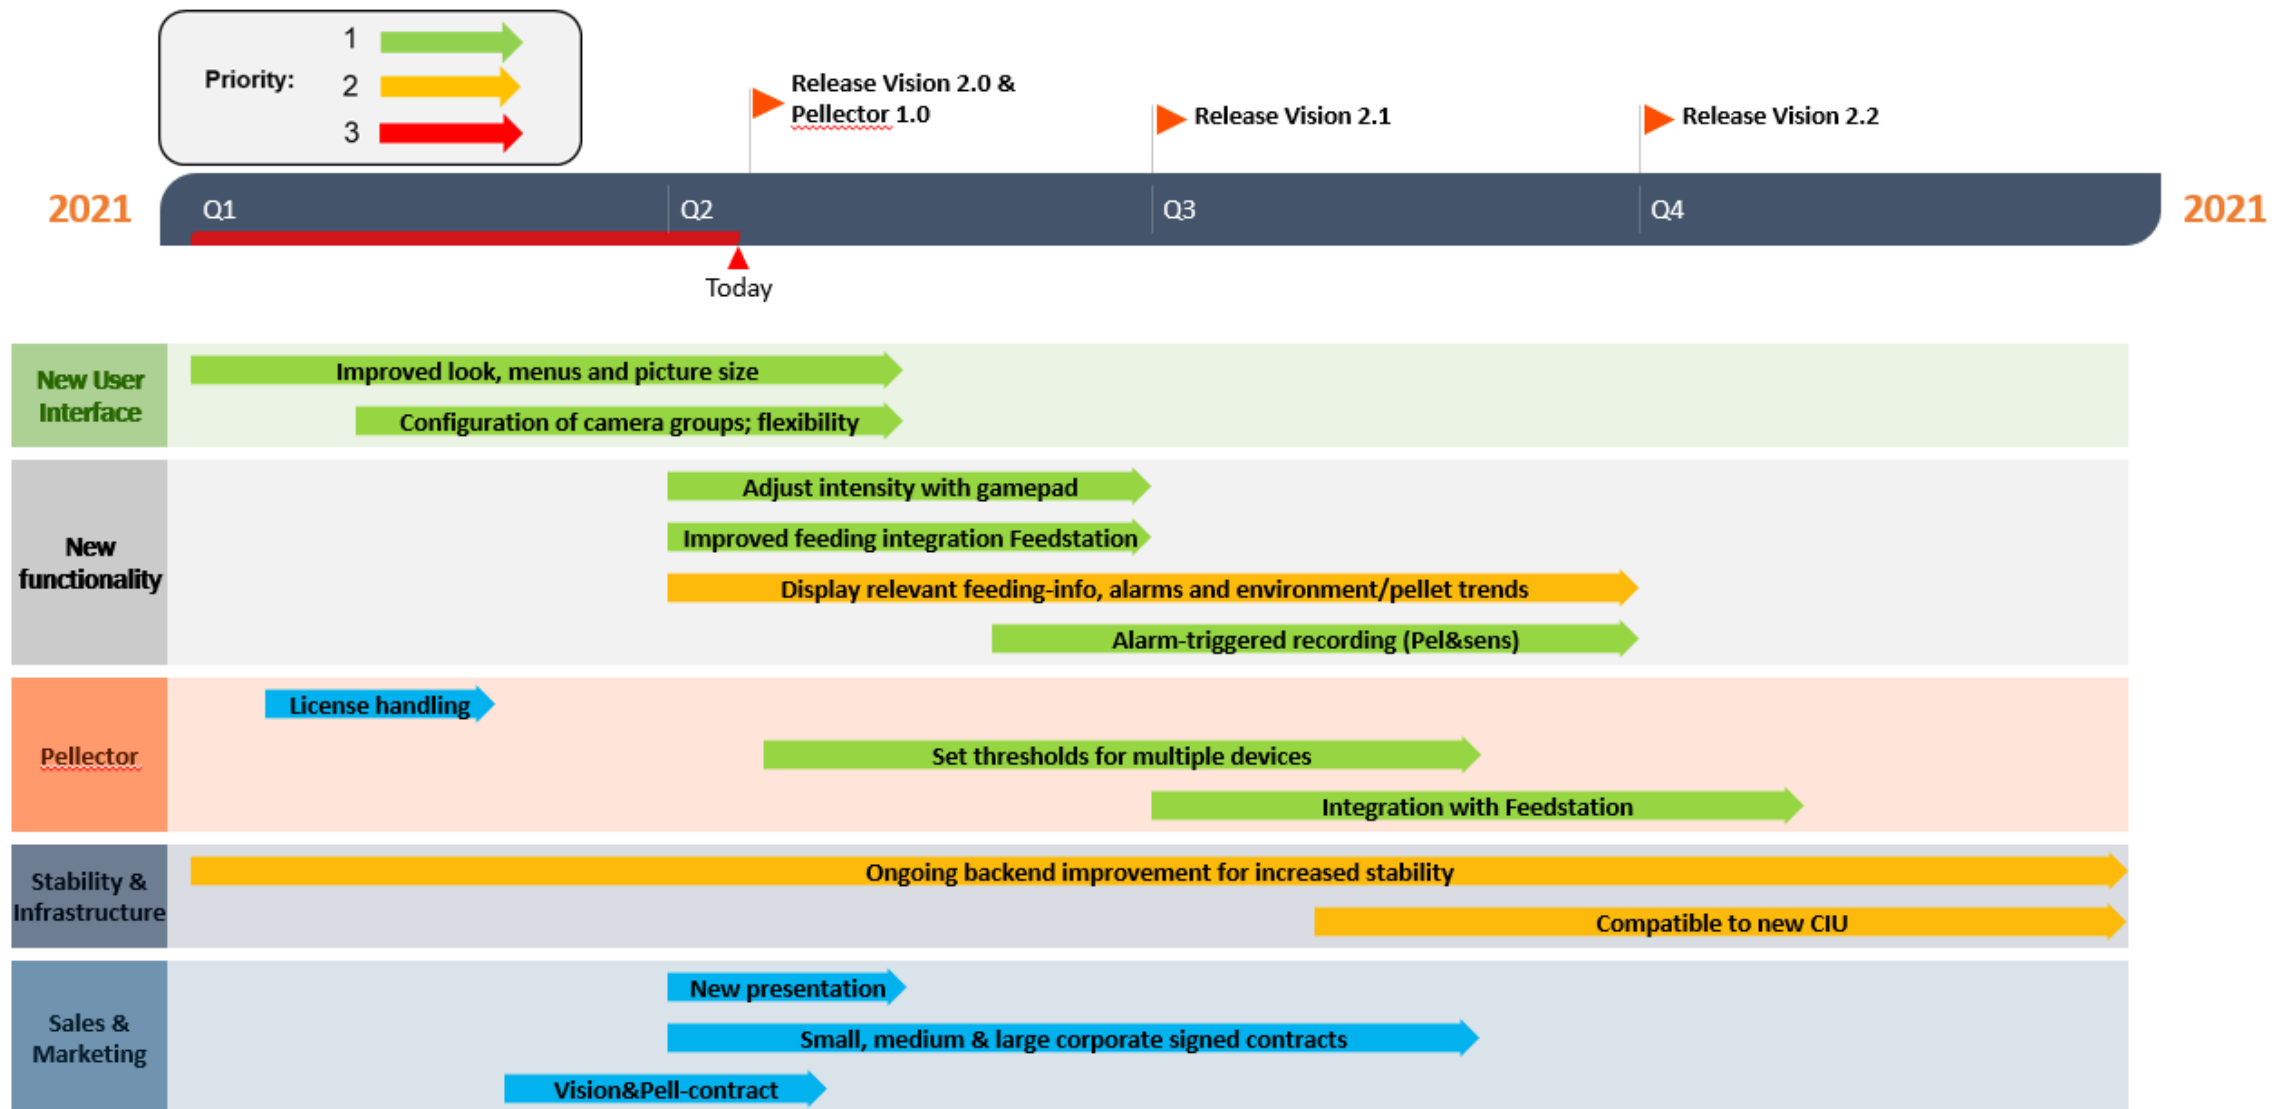 Priority:
1
2
3
Release Vision 2.0 &
Pellector 1.0
Release Vision 2.1
Release Vision 2.2
2021
Q1
Q2
Q3
Q4
2021
Today
New User
Interface
Improved look, menus and picture size
Configuration of camera groups; flexibility
New
functionality
Adjust intensity with gamepad
Improved feeding integration Feedstation
Display relevant feeding-info, alarms and environment/pellet trends
Alarm-triggered recording (Pel&sens)
Pellector
License handling
Set thresholds for multiple devices
Integration with Feedstation
Stability &
Infrastructure
Ongoing backend improvement for increased stability
Compatible to new CIU
Sales &
Marketing
New presentation
Small, medium & large corporate signed contracts
Vision&Pell-contract